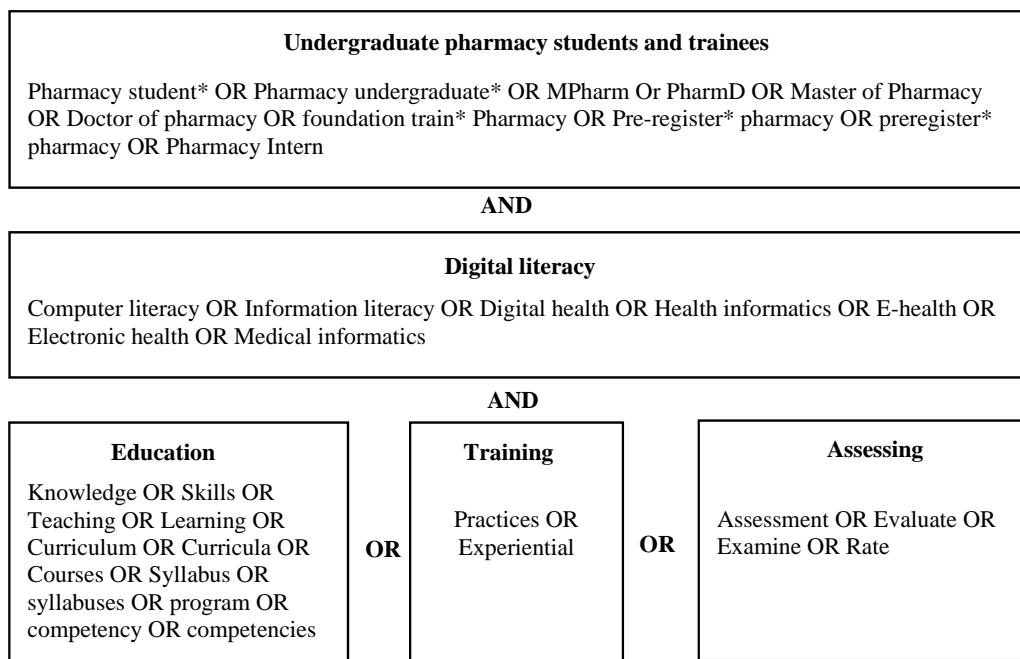 Undergraduate pharmacy students and trainees
Pharmacy student* OR Pharmacy undergraduate* OR MPharm Or PharmD OR Master of Pharmacy
OR Doctor of pharmacy OR foundation train* Pharmacy OR Pre-register* pharmacy OR preregister*
pharmacy OR Pharmacy Intern
AND
Digital literacy
Computer literacy OR Information literacy OR Digital health OR Health informatics OR E-health OR
Electronic health OR Medical informatics
AND
Education
Knowledge OR Skills OR
Teaching OR Learning OR
Curriculum OR Curricula OR
Courses OR Syllabus OR
syllabuses OR program OR
competency OR competencies
OR
Training
Practices OR
Experiential
OR
Assessing
Assessment OR Evaluate OR
Examine OR Rate